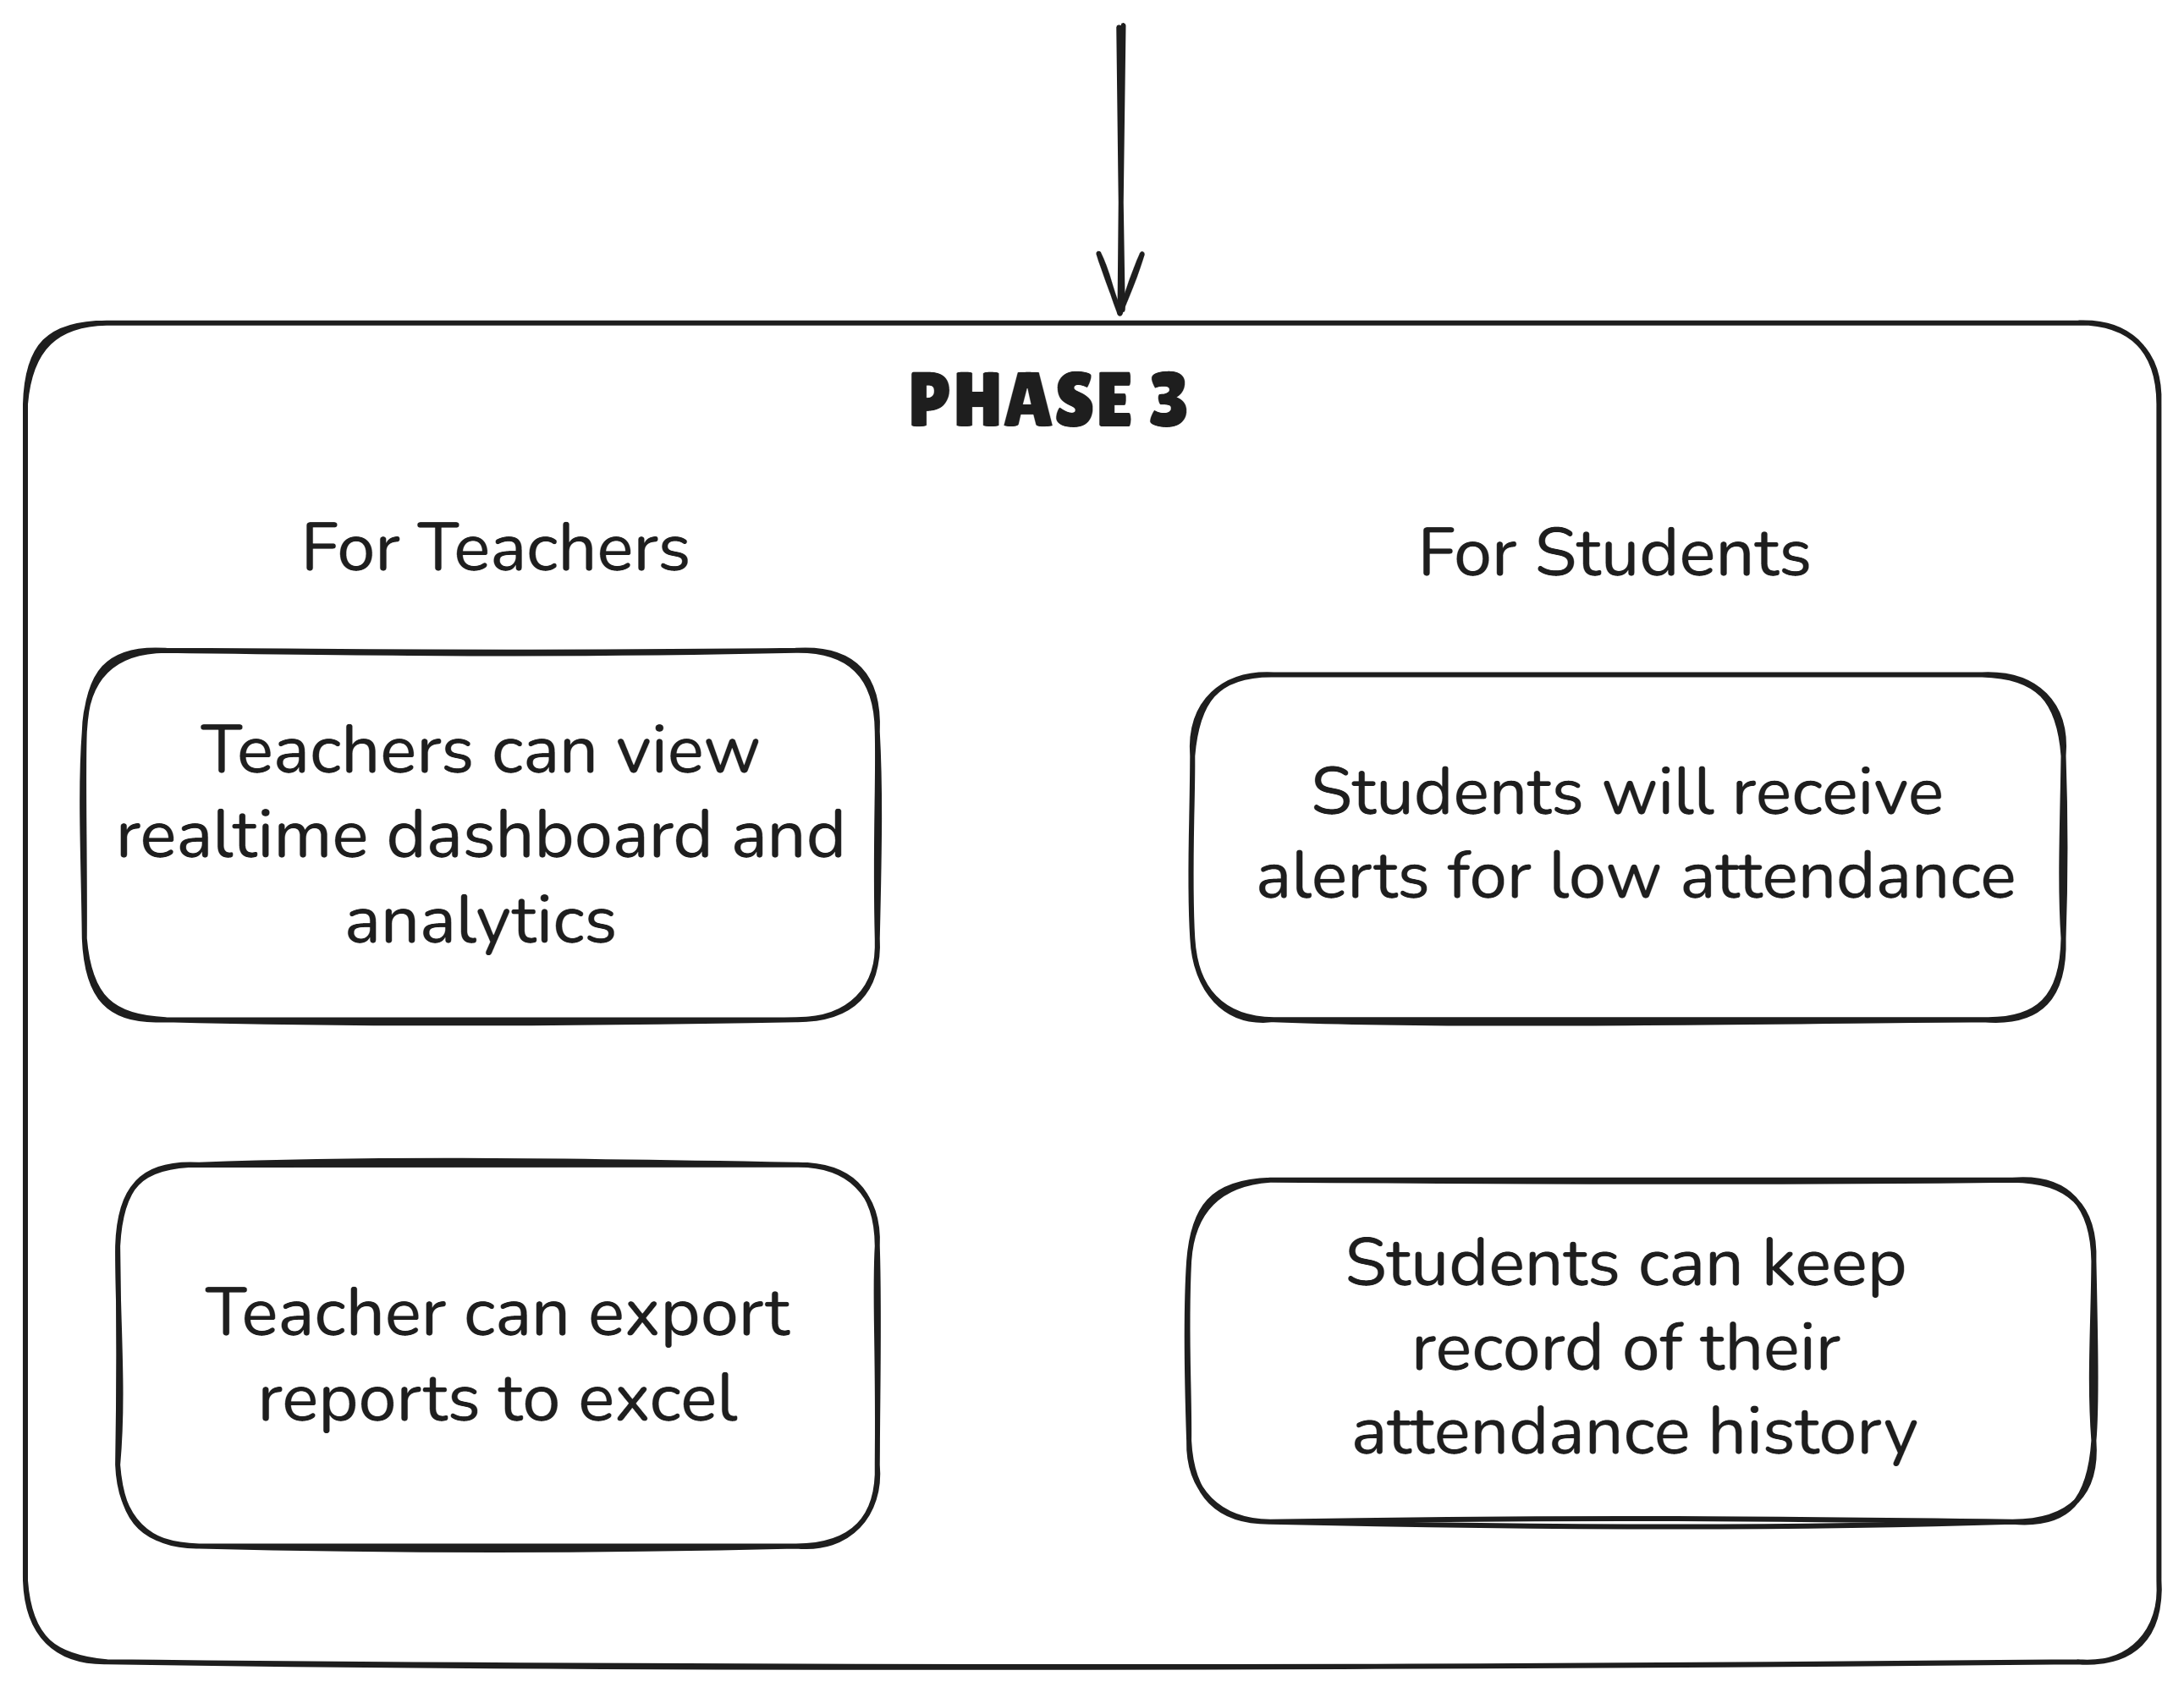 PHASE 3
For Teachers
Teachers can view
realtime dashboard and
analytics
Teacher can export
reports to excel
For Students
Students will receive
alerts for low attendance
Students can keep
record of their
attendance history